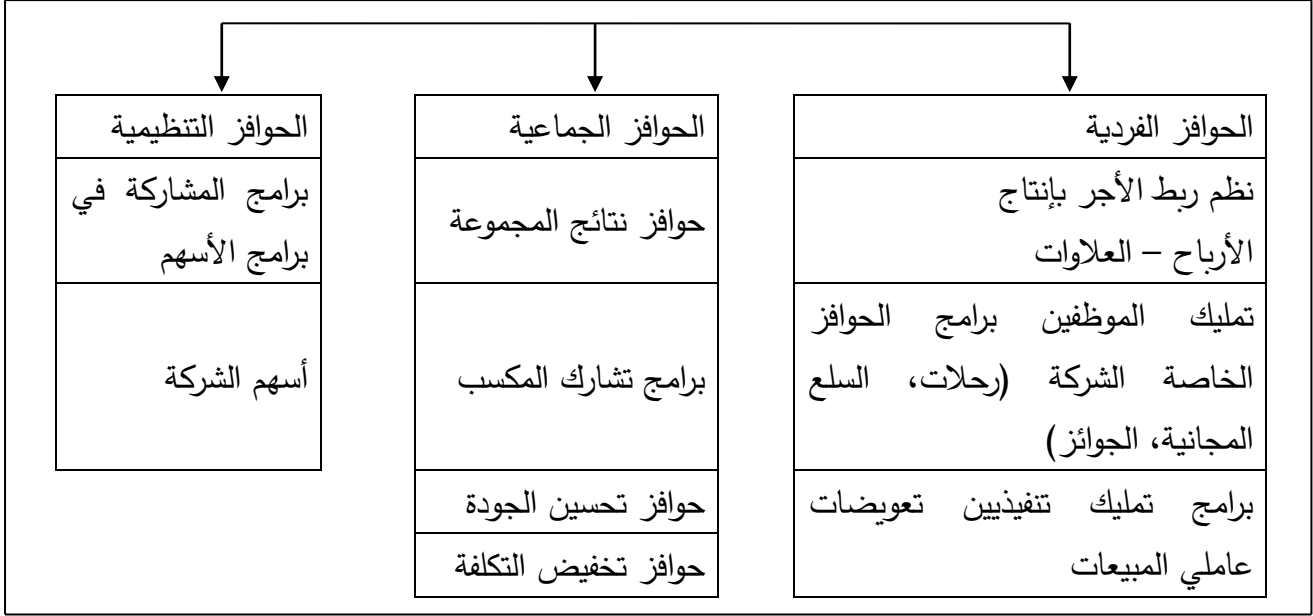 الحوافز الفردية
نظم ربط الأجر بإنتاج
الأرباح – العلاوات
تمليك الموظفين برامج الحوافز
الخاصة الشركة (رحلات، السلع
المجانية، الجوائز)
برامج تمليك تنفيذيين تعويضات
عاملي المبيعات
الحوافز الجماعية
حوافز نتائج المجموعة
برامج تشارك المكسب
حوافز تحسين الجودة
حوافز تخفيض التكلفة
الحوافز التنظيمية
برامج المشاركة في
برامج الأسهم
أسهم الشركة